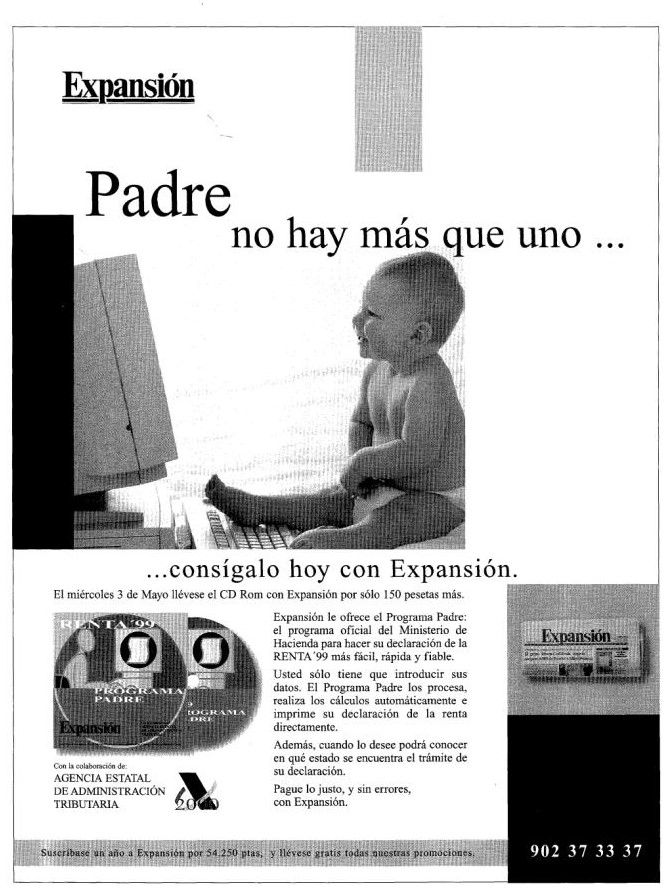 Expansión
Padre
no hay más que uno ...
...consígalo hoy con Expansión.
El miércoles 3 de Mayo llévese el CD Rom con Expansión por sólo 150 pesetas más.
RENTA '99
PROGRAMA
PADRE
Expansión
PROGRAMA
PADRE
Con la colaboración de:
AGENCIA ESTATAL
DE ADMINISTRACIÓN
TRIBUTARIA
2000
Expansión le ofrece el Programa Padre:
el programa oficial del Ministerio de
Hacienda para hacer su declaración de la
RENTA´99 más fácil, rápida y fiable.
Usted sólo tiene que introducir sus
datos. El Programa Padre los procesa,
realiza los cálculos automáticamente e
imprime su declaración de la renta
directamente.
Además, cuando lo desee podrá conocer
en qué estado se encuentra el trámite de
su declaración.
Pague lo justo, y sin errores,
con Expansión.
Expansión
Suscríbase un año a Expansión por 54.250 ptas, y llévese gratis todas nuestras promociones.
902 37 33 37